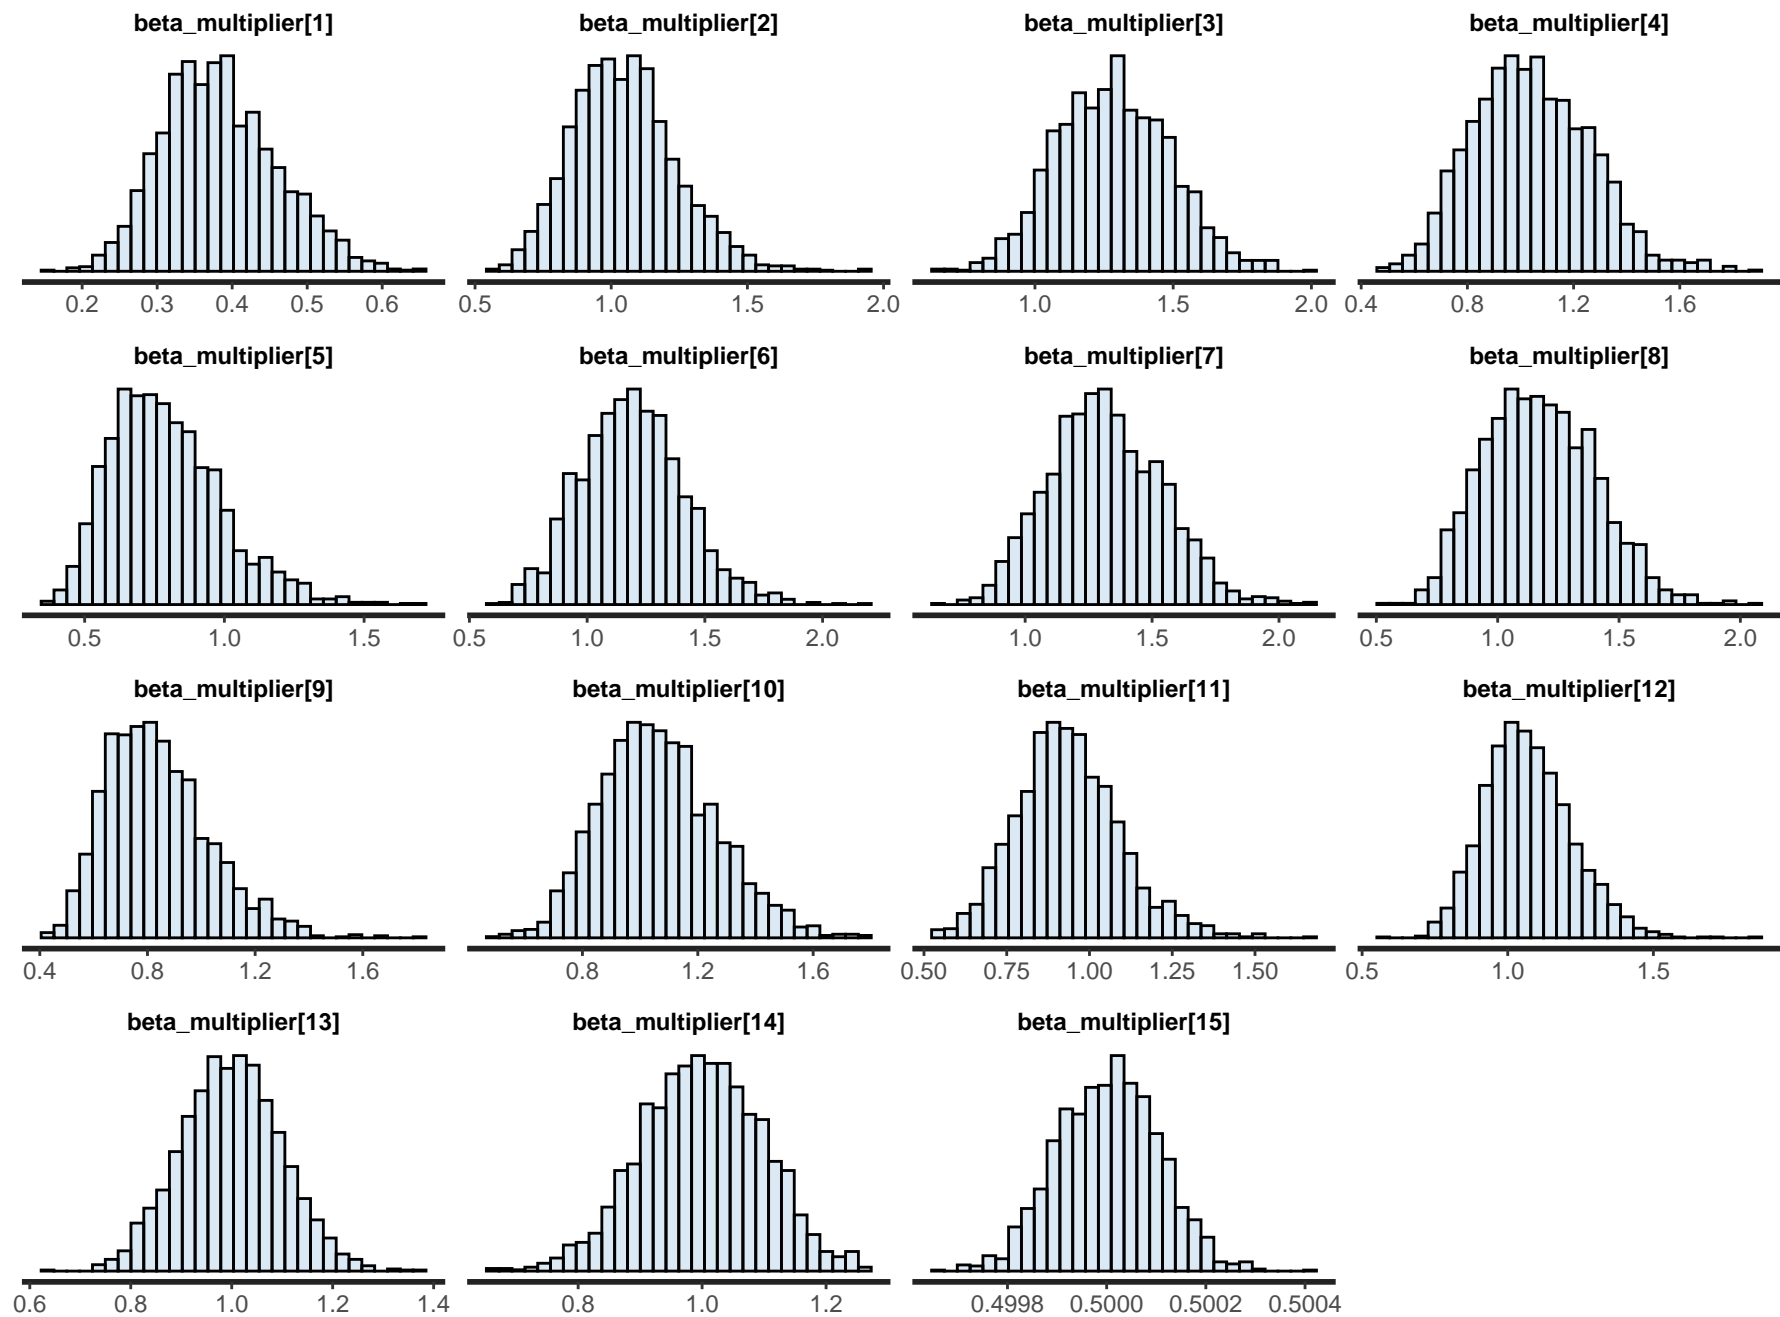 beta_multiplier[1] beta_multiplier[2] beta_multiplier[3] beta_multiplier[4]
0.2 0.3 0.4 0.5 0.6 0.5 1.0 1.5 2.0 1.0 1.5 2.0 0.4 0.8 1.2 1.6
beta_multiplier[5] beta_multiplier[6] beta_multiplier[7] beta_multiplier[8]
0.5 1.0 1.5 0.5 1.0 1.5 2.0 1.0 1.5 2.0 0.5 1.0 1.5 2.0
beta_multiplier[9] beta_multiplier[10] beta_multiplier[11] beta_multiplier[12]
0.4 0.8 1.2 1.6 0.8 1.2 1.6 0.50 0.75 1.00 1.25 1.50 0.5 1.0 1.5
beta_multiplier[13] beta_multiplier[14] beta_multiplier[15]
0.6 0.8 1.0 1.2 1.4 0.8 1.0 1.2 0.4998 0.5000 0.5002 0.5004